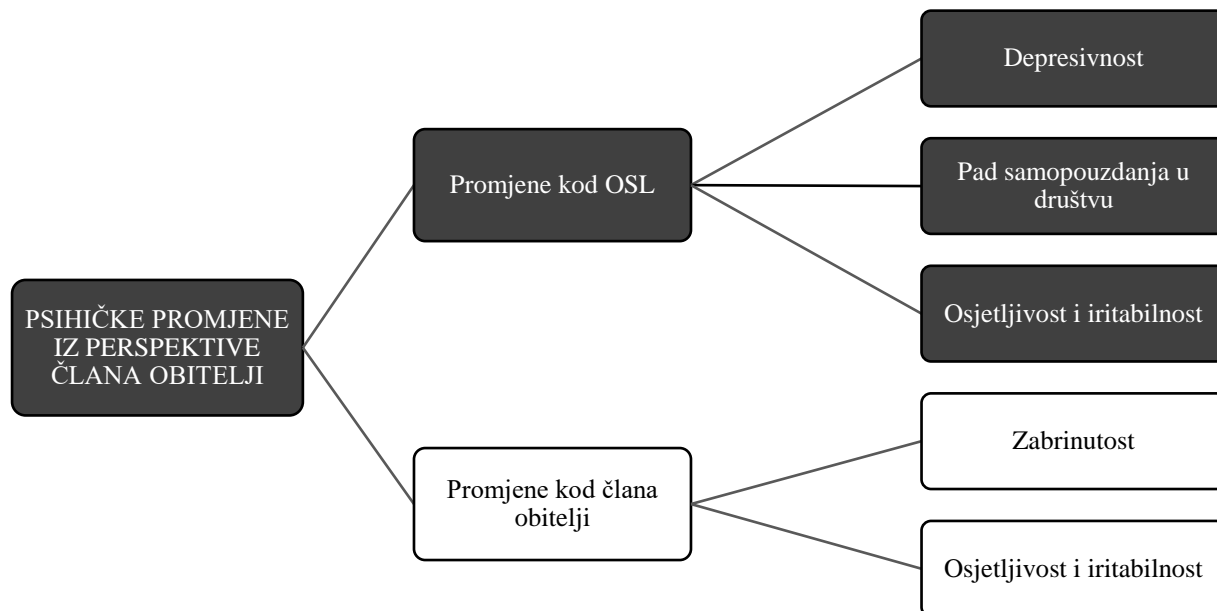 PSIHIČKE PROMJENE
IZ PERSPEKTIVE
ČLANA OBITELJI
Promjene kod OSL
Depresivnost
Pad samopouzdanja u
društvu
Osjetljivost i iritabilnost
Promjene kod člana
obitelji
Zabrinutost
Osjetljivost i iritabilnost